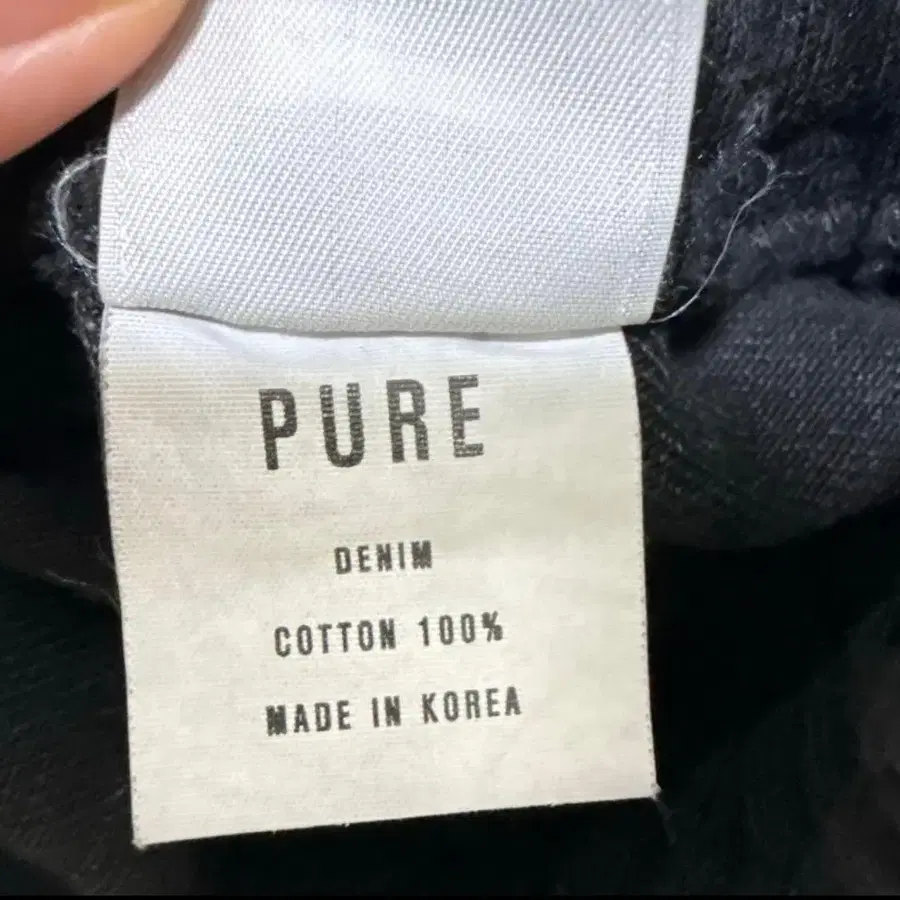 PURE
DENIM
COTTON 100%
MADE IN KOREA